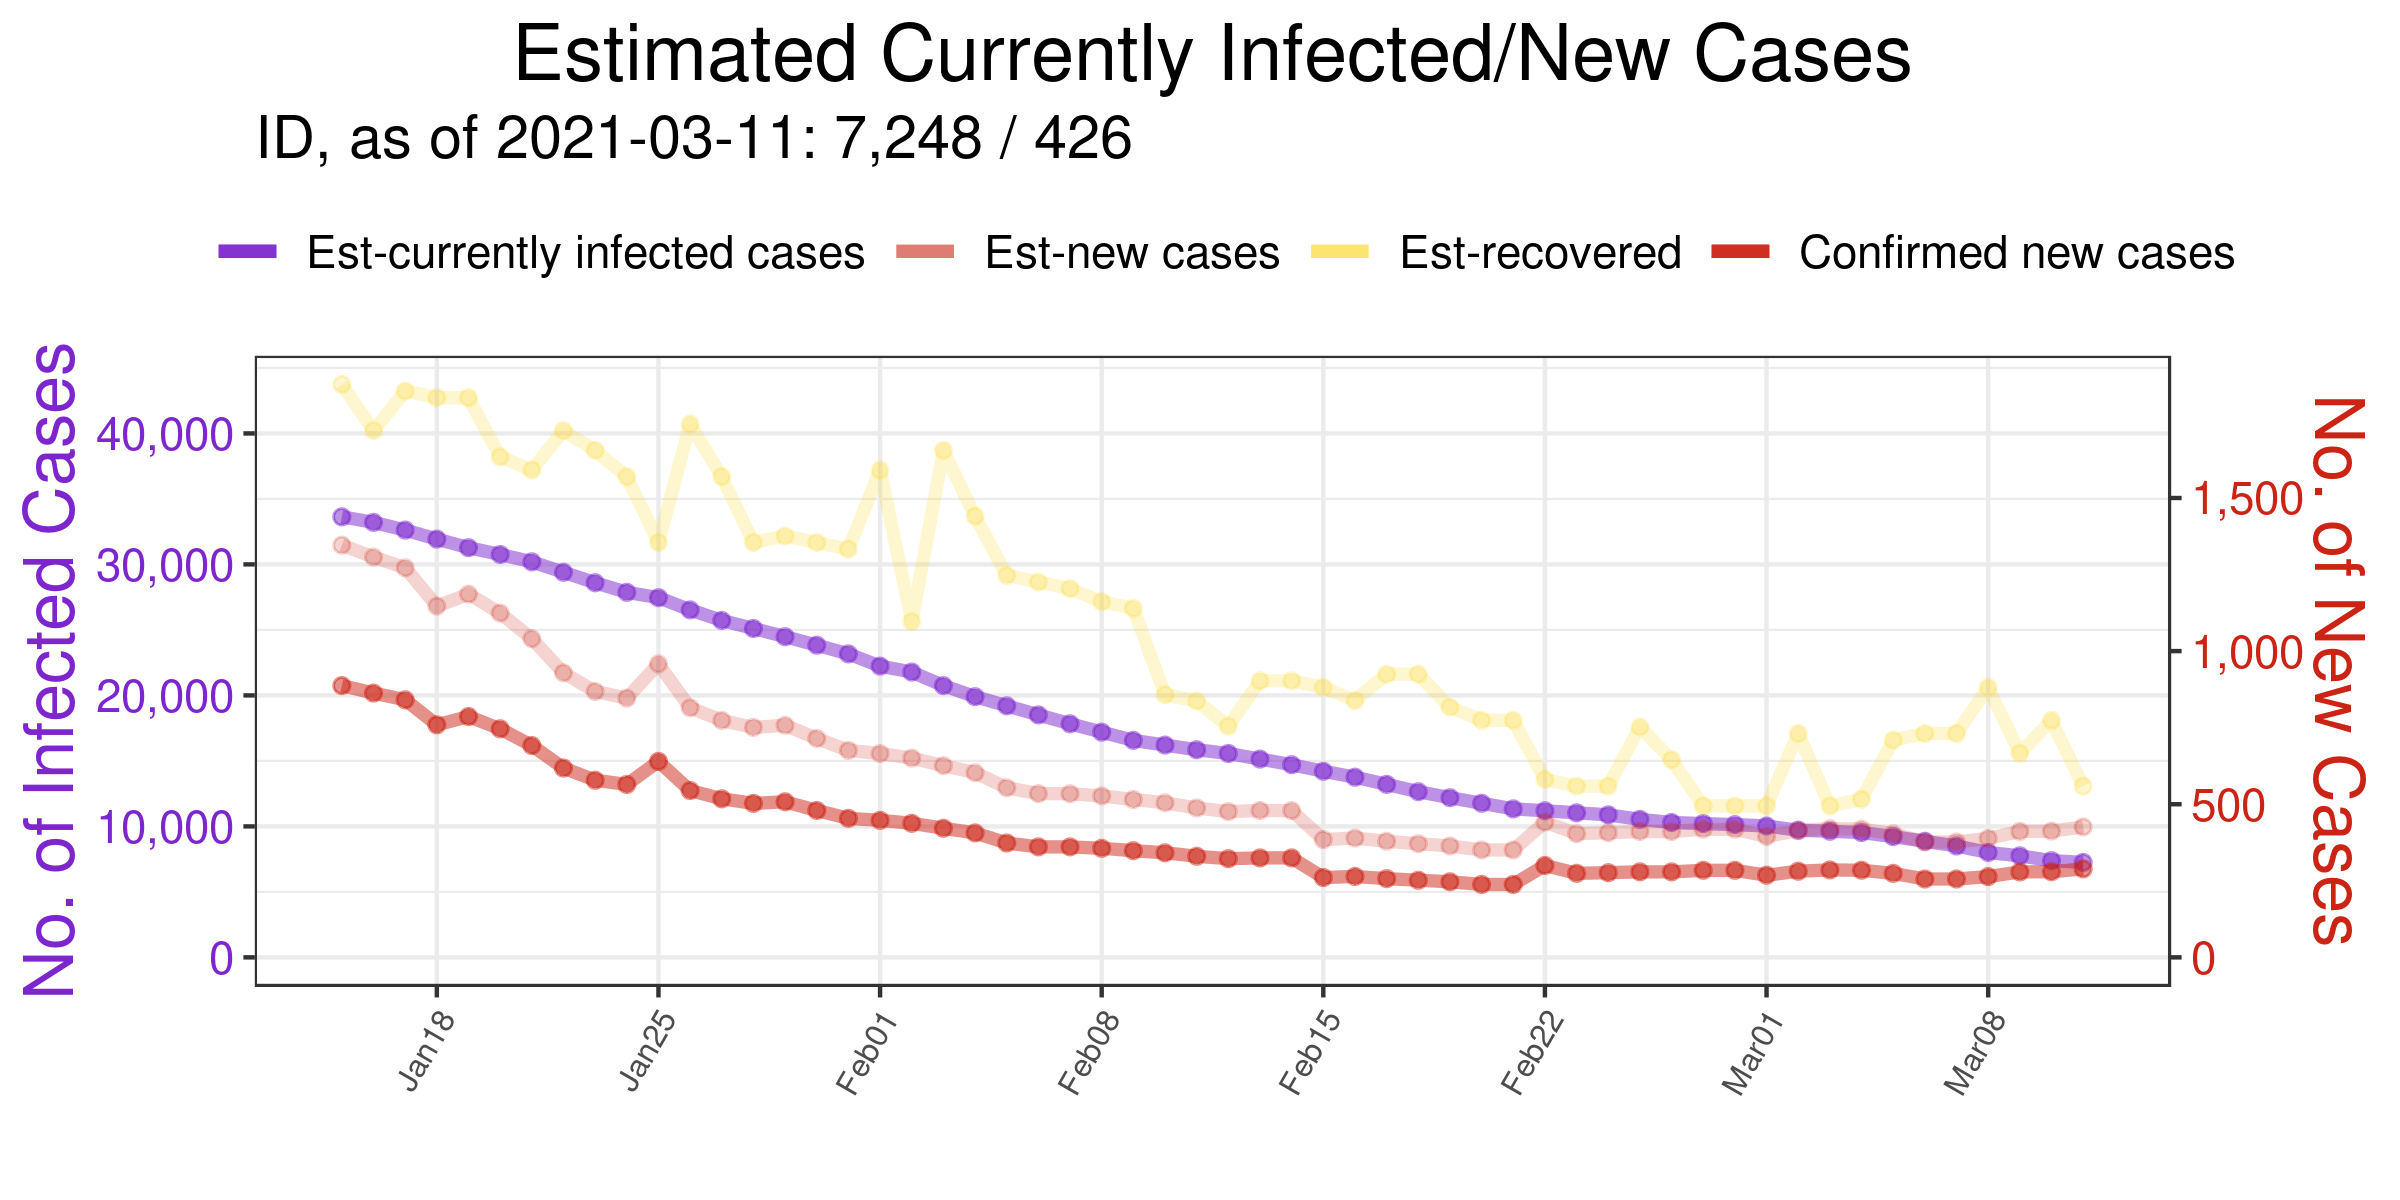 Estimated Currently Infected/New Cases
ID, as of 2021-03-11: 7,248 / 426
Est-currently infected cases Est-new cases Est-recovered Confirmed new cases
No. of Infected Cases
40,000
30,000
20,000
10,000
0
1,500
1,000
500
0
No. of New Cases
Jan18 Jan25 Feb01 Feb08 Feb15 Feb22 Mar01 Mar08